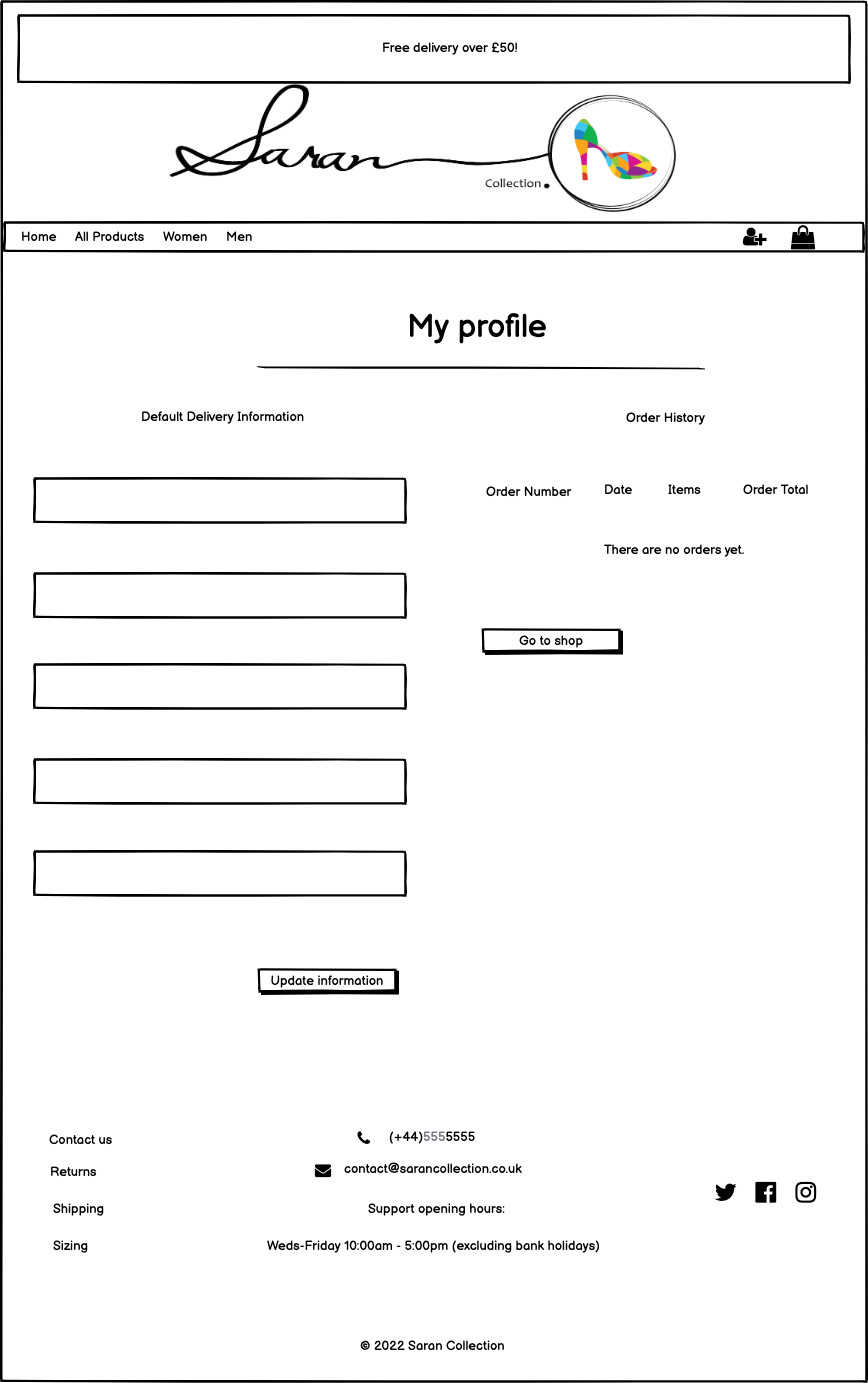 Free delivery over £50!
Saran
Collection.
Home All Products Women Men
My profile
Default Delivery Information
Order History
Order Number Date Items Order Total
There are no orders yet.
Go to shop
Update information
Contact us
Returns
Shipping
Sizing
(+44)5555555
contact@sarancollection.co.uk
Support opening hours:
Weds-Friday 10:00am - 5:00pm (excluding bank holidays)
© 2022 Saran Collection